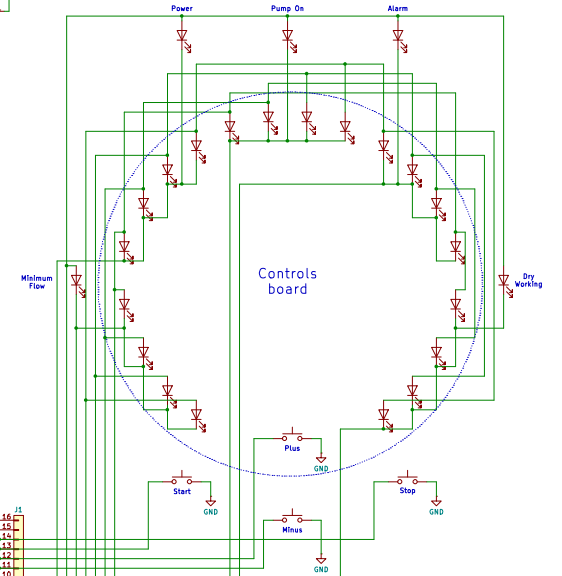 Power
Pump On
Alarm
Controls
board
Minimum
Flow
Dry
Working
Plus
GND
Start
GND
Stop
GND
Minus
GND
J1
16
15
14
13
12
11
10